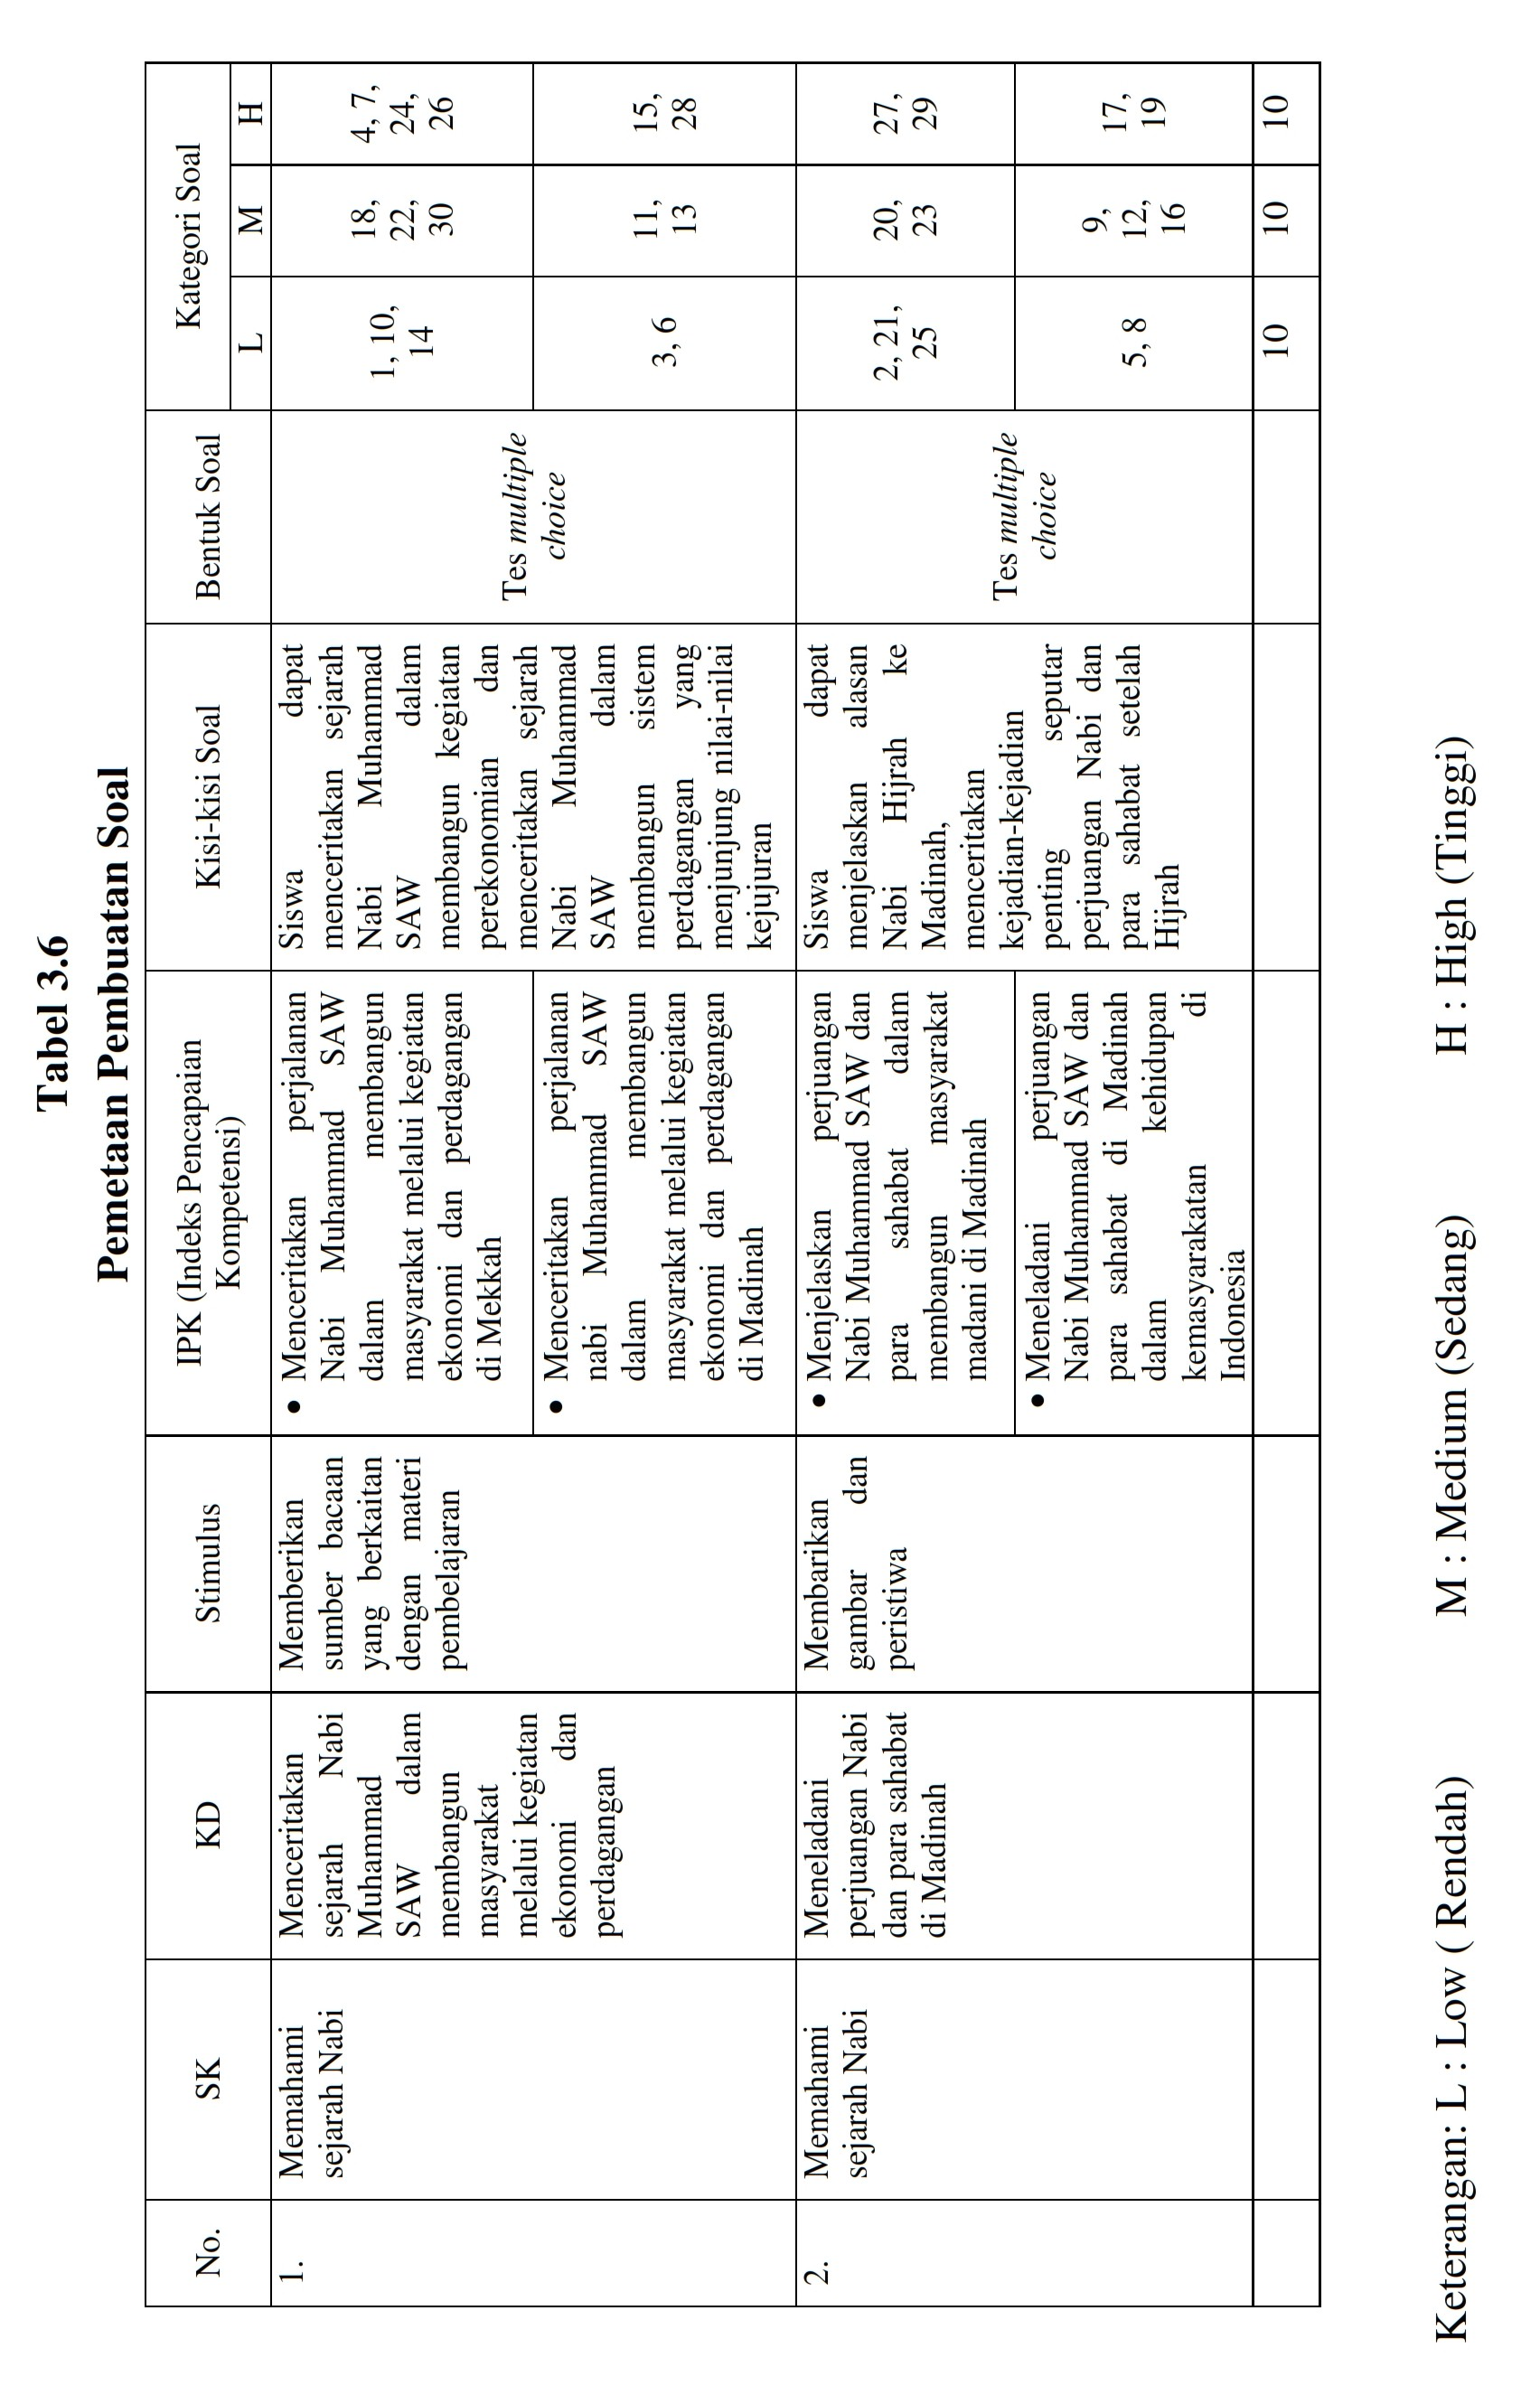 Tabel 3.6
Pemetaan Pembuatan Soal
No.
SK
KD
Stimulus
IPK (Indeks Pencapaian
Kompetensi)
Kisi-kisi Soal
Bentuk Soal
Kategori Soal
L
M
H
1.
Memahami
sejarah Nabi
Menceritakan
sejarah Nabi
Muhammad
SAW dalam
membangun
masyarakat
melalui kegiatan
ekonomi dan
perdagangan
Memberikan
sumber bacaan
yang berkaitan
dengan materi
pembelajaran
• Menceritakan perjalanan
Nabi Muhammad SAW
dalam membangun
masyarakat melalui kegiatan
ekonomi dan perdagangan
di Mekkah
Siswa dapat
menceritakan sejarah
Nabi Muhammad
SAW dalam
membangun kegiatan
perekonomian dan
menceritakan sejarah
Nabi Muhammad
SAW dalam
membangun sistem
perdagangan yang
menjunjung nilai-nilai
kejujuran
Tes multiple
choice
1, 10,
14
18,
22,
30
4, 7,
24,
26
• Menceritakan perjalanan
nabi Muhammad SAW
dalam membangun
masyarakat melalui kegiatan
ekonomi dan perdagangan
di Madinah
3, 6
11,
13
15,
28
2.
Memahami
sejarah Nabi
Meneladani
perjuangan Nabi
dan para sahabat
di Madinah
Membarikan
gambar dan
peristiwa
• Menjelaskan perjuangan
Nabi Muhammad SAW dan
para sahabat dalam
membangun masyarakat
madani di Madinah
Siswa dapat
menjelaskan alasan
Nabi Hijrah ke
Madinah,
menceritakan
kejadian-kejadian
penting seputar
perjuangan Nabi dan
para sahabat setelah
Hijrah
Tes multiple
choice
2, 21,
25
20,
23
27,
29
• Meneladani perjuangan
Nabi Muhammad SAW dan
para sahabat di Madinah
dalam kehidupan
kemasyarakatan di
Indonesia
5, 8
9,
12,
16
17,
19
10
10
10
Keterangan: L : Low ( Rendah) M : Medium (Sedang) H : High (Tinggi)